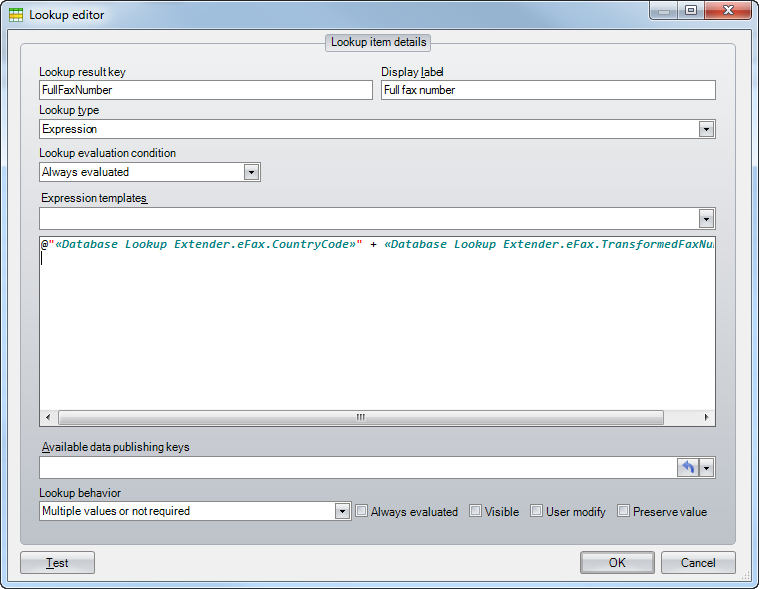 Lookup editor
Lookup item details
Lookup result key
Display label
FullFaxNumber
Full fax number
Lookup type
Expression
Lookup evaluation condition
Always evaluated
Expression templates
@"«Database Lookup Extender.eFax.CountryCode»" + «Database Lookup Extender.eFax.TransformedFaxNu
Available data publishing keys
Lookup behavior
Multiple values or not required
Always evaluated
Visible
User modify
Preserve value
Test
OK
Cancel